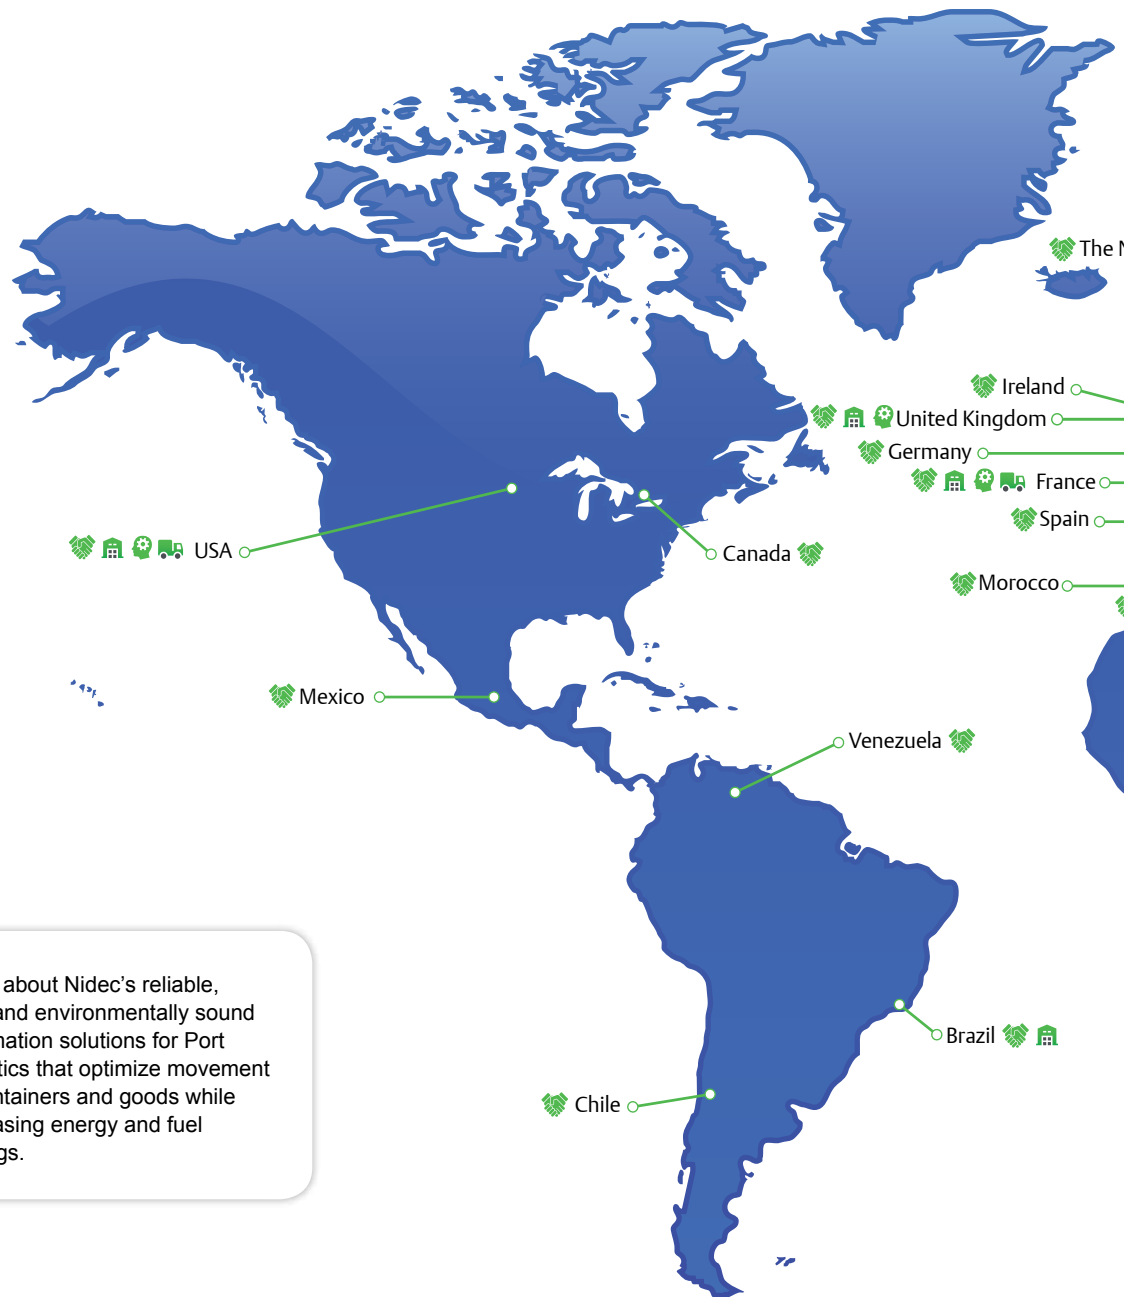 The N
Ireland
United Kingdom
Germany
France
Spain
USA
Canada
Morocco
Mexico
Venezuela
about Nidec’s reliable,
and environmentally sound
nation solutions for Port
tics that optimize movement
ntainers and goods while
asing energy and fuel
gs.
Brazil
Chile